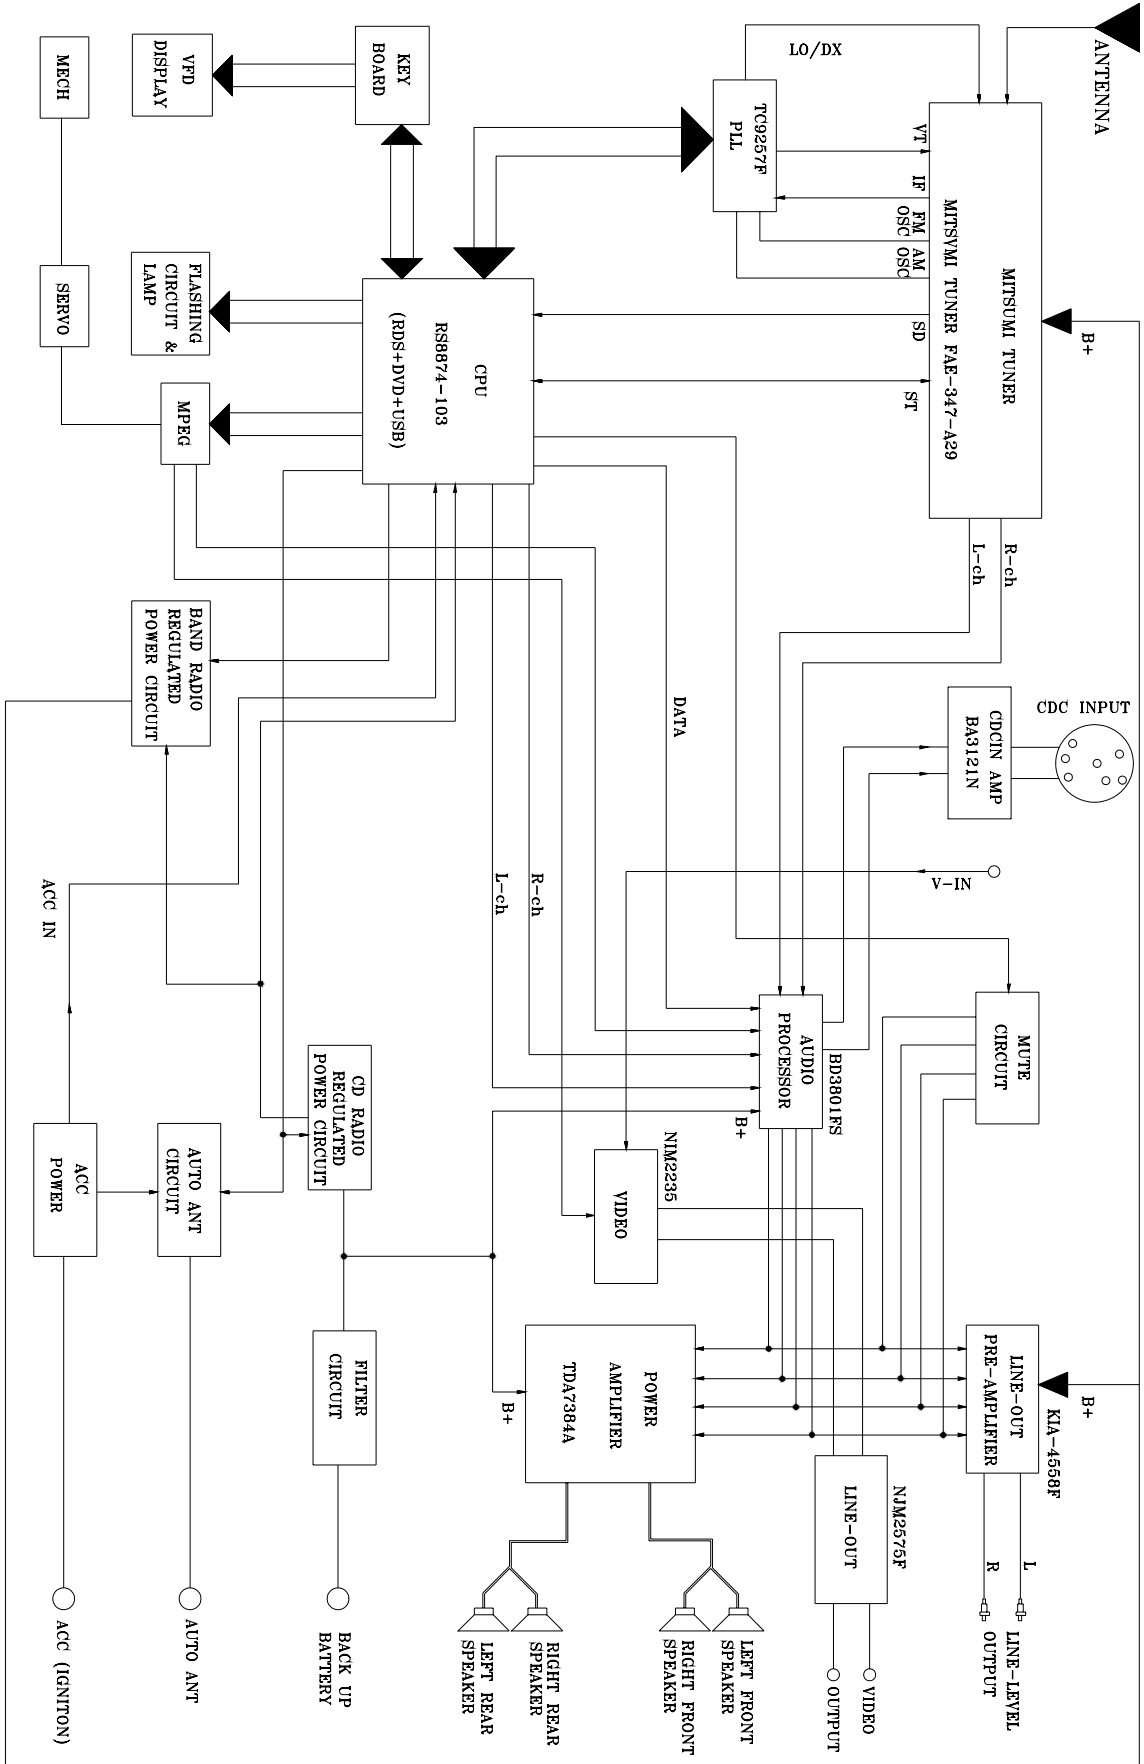 ANTENNA
LO/DX
TC9257F
PLL
VT
IF
FM
OSC
AM
OSC
SD
ST
MITSUMI TUNER
MITSVMI TUNER FAE-347-A29
B+
R-ch
L-ch
KEY
BOARD
VFD
DISPLAY
MECH
SERVO
FLASHING
CIRCUIT &
LAMP
MPEG
CPU
RS8874-103
(RDS+DVD+USB)
CDC INPUT
CDCIN AMP
BA3121N
V-IN
DATA
R-ch
L-ch
BAND RADIO
REGULATED
POWER CIRCUIT
ACC IN
MUTE
CIRCUIT
AUDIO
PROCESSOR
BD3801FS
B+
NIM2235
VIDEO
CD RADIO
REGULATED
POWER CIRCUIT
AUTO ANT
CIRCUIT
ACC
POWER
FILTER
CIRCUIT
POWER
AMPLIFIER
TDA7384A
B+
LINE-OUT
PRE-AMPLIFIER
KIA-4558F
B+
LINE-OUT
NJM2575F
L
R
LINE-LEVEL
OUTPUT
VIDEO
OUTPUT
LEFT FRONT
SPEAKER
RIGHT FRONT
SPEAKER
RIGHT REAR
SPEAKER
LEFT REAR
SPEAKER
BACK UP
BATTERY
AUTO ANT
ACC (IGNITON)